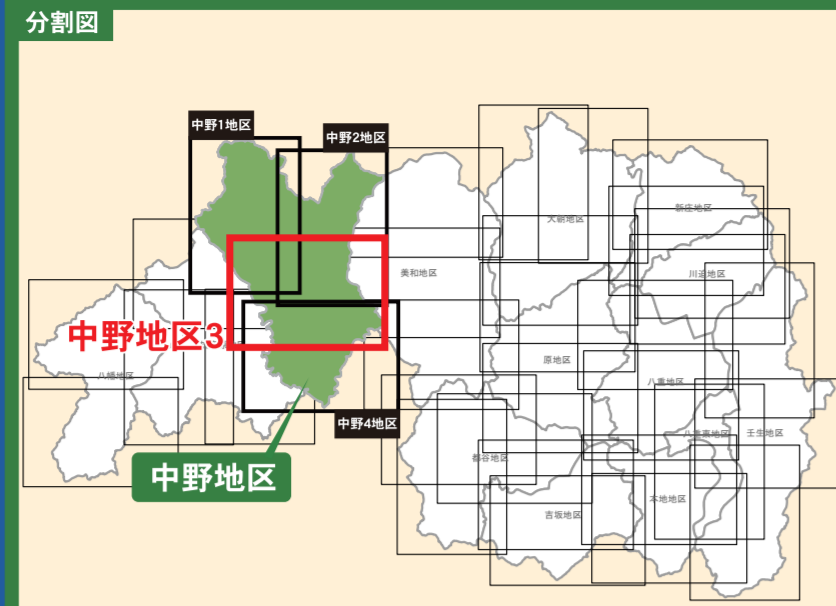 分割図
中野1地区
中野2地区
大朝地区
新庄地区
美和地区
川迫地区
中野地区3
八幡地区
原地区
八重地区
中野4地区
八重東地区
壬生地区
都谷地区
中野地区
本地地区
吉坂地区